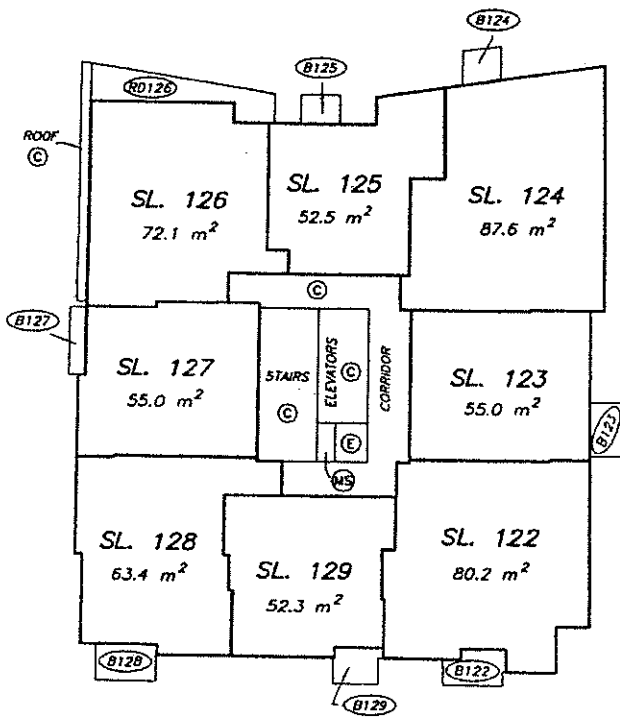 B124
B125
RD126
ROOF
C
SL. 126
72.1 m²
SL. 125
52.5 m²
SL. 124
87.6 m²
C
B127
SL. 127
55.0 m²
STAIRS
C
ELEVATORS
C
CORRIDOR
SL. 123
55.0 m²
B123
E
MS
SL. 128
63.4 m²
SL. 129
52.3 m²
SL. 122
80.2 m²
B128
B122
B129